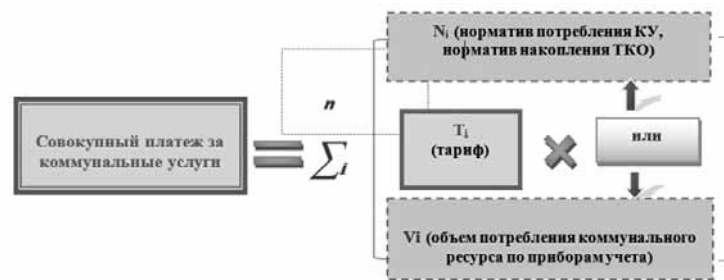 Nᵢ (норматив потребления КУ,
норматив накопления ТКО)
n
Совокупный платеж за
коммунальные услуги
=
∑i
Tᵢ
(тариф)
×
или
Vi (объем потребления коммунального
ресурса по приборам учета)